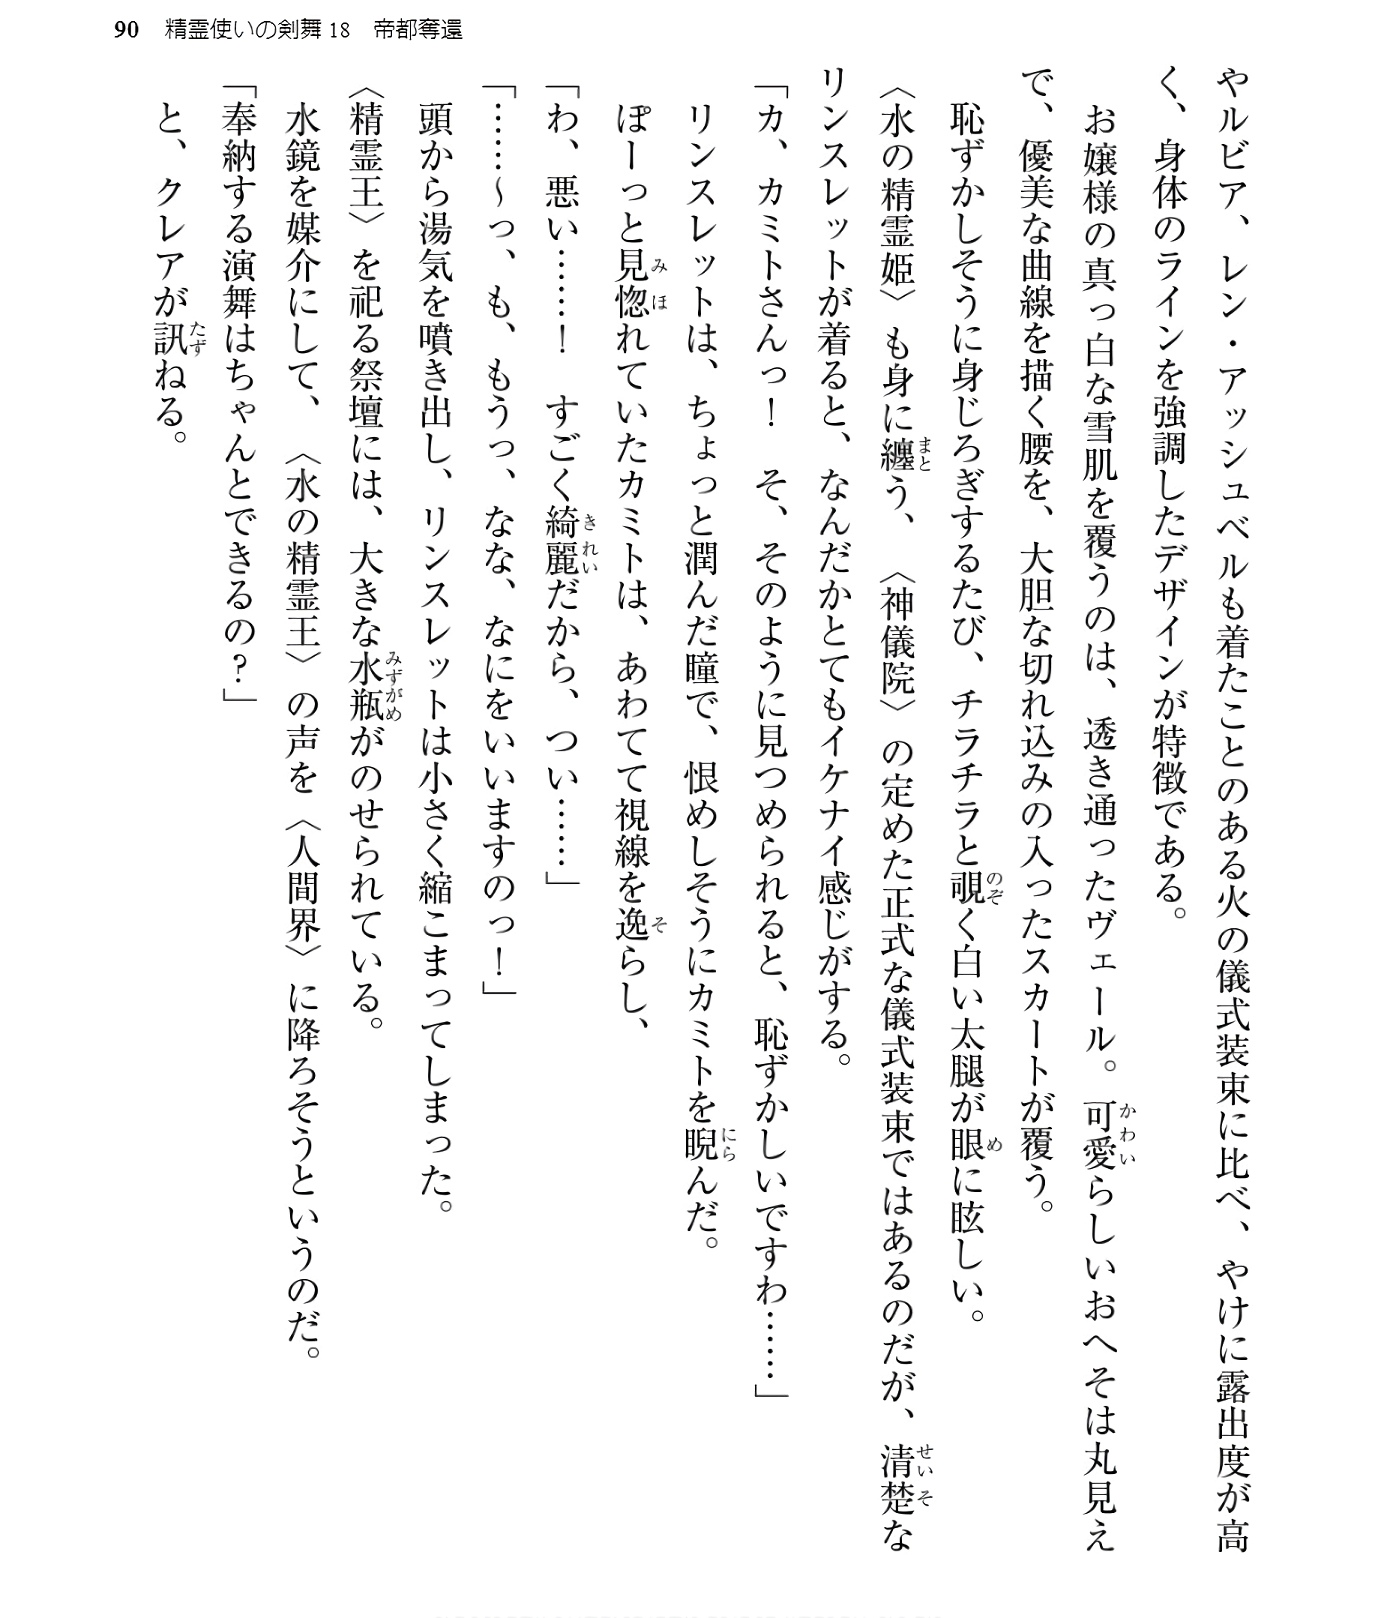 90 精霊使いの剣舞18 帝都奪還
やルビア、レン・アッシュベルも着たことのある火の儀式装束に比べ、やけに露出度が高
く、身体のラインを強調したデザインが特徴である。
お嬢様の真っ白な雪肌を覆うのは、透き通ったヴェール。可愛らしいおへそは丸見え
で、優美な曲線を描く腰を、大胆な切れ込みの入ったスカートが覆う。
恥ずかしそうに身じろぎするたび、チラチラと覗く白い太腿が眼に眩しい。
〈水の精霊姫〉も身に纏う、〈神儀院〉の定めた正式な儀式装束ではあるのだが、清楚な
リンスレットが着ると、なんだかとてもイケナイ感じがする。
「カ、カミトさんっ！　そ、そのように見つめられると、恥ずかしいですわ……」
リンスレットは、ちょっと潤んだ瞳で、恨めしそうにカミトを睨んだ。
ぽーっと見惚れていたカミトは、あわてて視線を逸らし、
「わ、悪い……！　すごく綺麗だから、つい……」
「……～っ、も、もうっ、なな、なにをいいますのっ！」
頭から湯気を噴き出し、リンスレットは小さく縮こまってしまった。
〈精霊王〉を祀る祭壇には、大きな水瓶がのせられている。
水鏡を媒介にして、〈水の精霊王〉の声を〈人間界〉に降ろそうというのだ。
「奉納する演舞はちゃんとできるの？」
と、クレアが訊ねる。